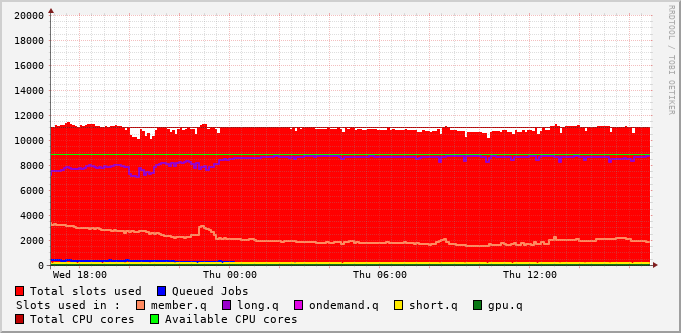 20000
18000
16000
14000
12000
10000
8000
6000
4000
2000
0
Wed 18:00 Thu 00:00 Thu 06:00 Thu 12:00
RRDTOOL / TOBI OETIKER
Total slots used Queued Jobs
Slots used in : member.q long.q ondemand.q short.q gpu.q
Total CPU cores Available CPU cores